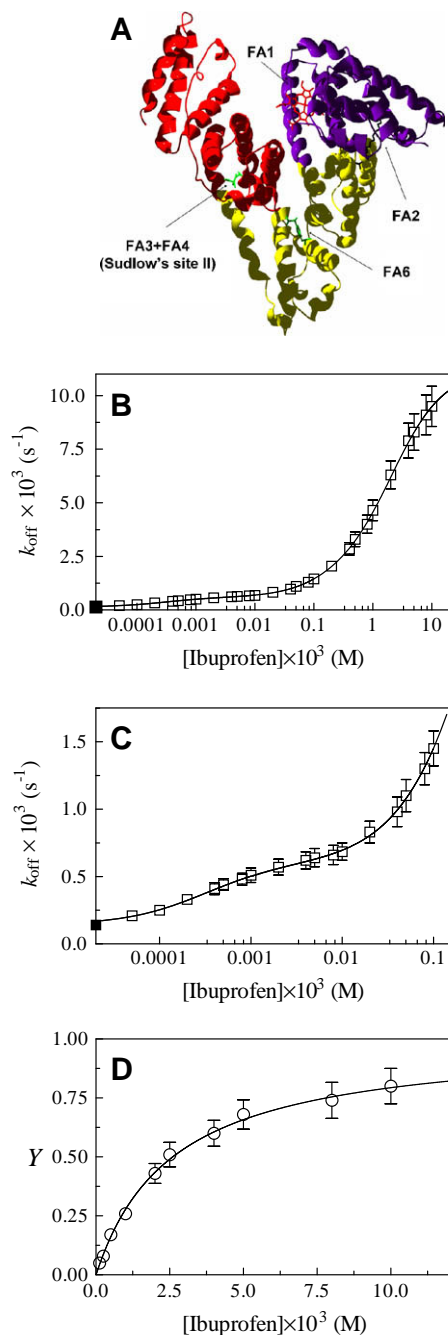 A
FA1
FA2
FA3+FA4
(Sudlow's site II)
FA6
B
10.0
7.5
5.0
2.5
0.0
k_off × 10³ (s⁻¹)
0.0001 0.001 0.01 0.1 1 10
[Ibuprofen]×10³ (M)
C
1.5
1.0
0.5
0.0
k_off × 10³ (s⁻¹)
0.0001 0.001 0.01 0.1
[Ibuprofen]×10³ (M)
D
1.00
0.75
0.50
0.25
0.00
Y
0.0 2.5 5.0 7.5 10.0
[Ibuprofen]×10³ (M)